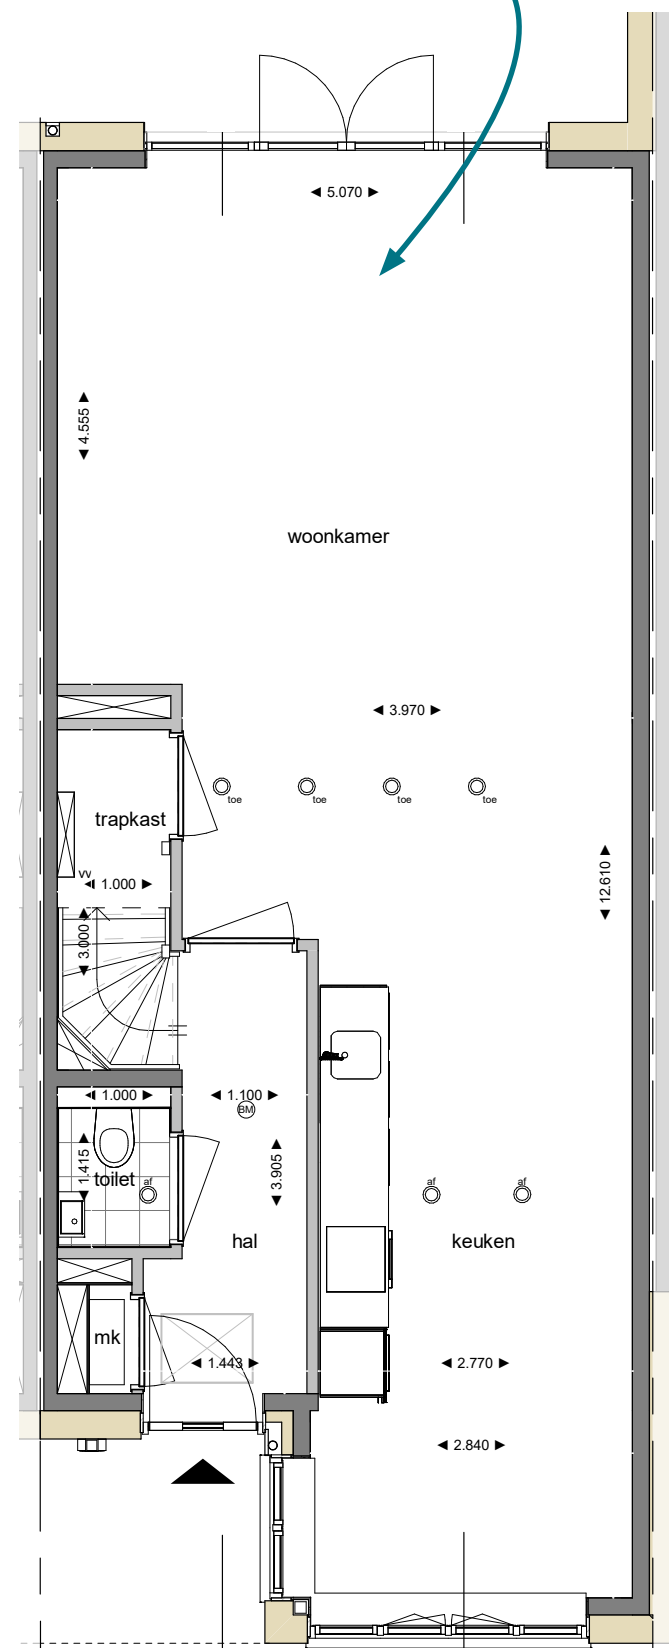 5.070
4.555
woonkamer
3.970
toe
toe
toe
toe
trapkast
12.610
vv
1.000
3.000
1.000
1.100
BM
1.415
3.905
toilet
af
af
af
hal
keuken
mk
1.443
2.770
2.840